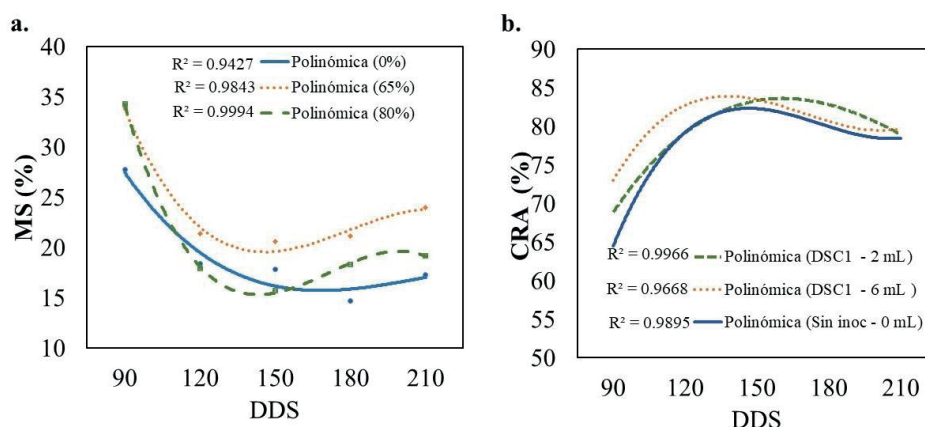 a.
40
35
30
25
20
15
10
MS (%)
R² = 0.9427 Polinómica (0%)
R² = 0.9843 Polinómica (65%)
R² = 0.9994 Polinómica (80%)
90 120 150 180 210
DDS
b.
90
85
80
75
70
65
60
55
50
CRA (%)
R² = 0.9966 Polinómica (DSC1 - 2 mL)
R² = 0.9668 Polinómica (DSC1 - 6 mL )
R² = 0.9895 Polinómica (Sin inoc - 0 mL)
90 120 150 180 210
DDS